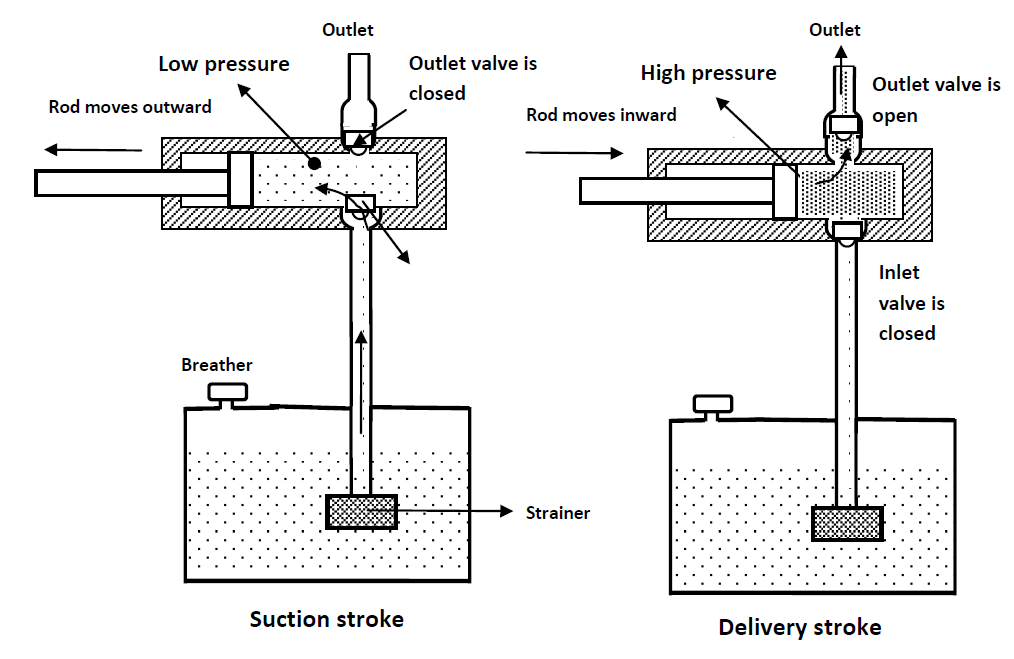 Outlet
Low pressure
Outlet valve is
closed
Rod moves outward
Breather
Strainer
Suction stroke
Outlet
High pressure
Outlet valve is
open
Rod moves inward
Inlet
valve is
closed
Delivery stroke